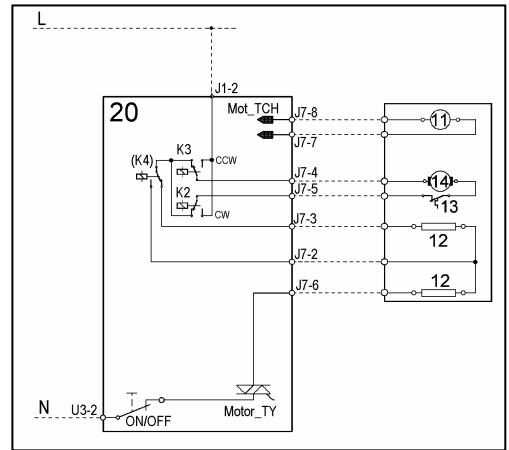 L
J1-2
20
Mot_TCH
J7-8
11
J7-7
K3
(K4)
CCW
J7-4
14
K2
J7-5
13
CW
J7-3
12
J7-2
12
J7-6
N
U3-2
ON/OFF
Motor_TY